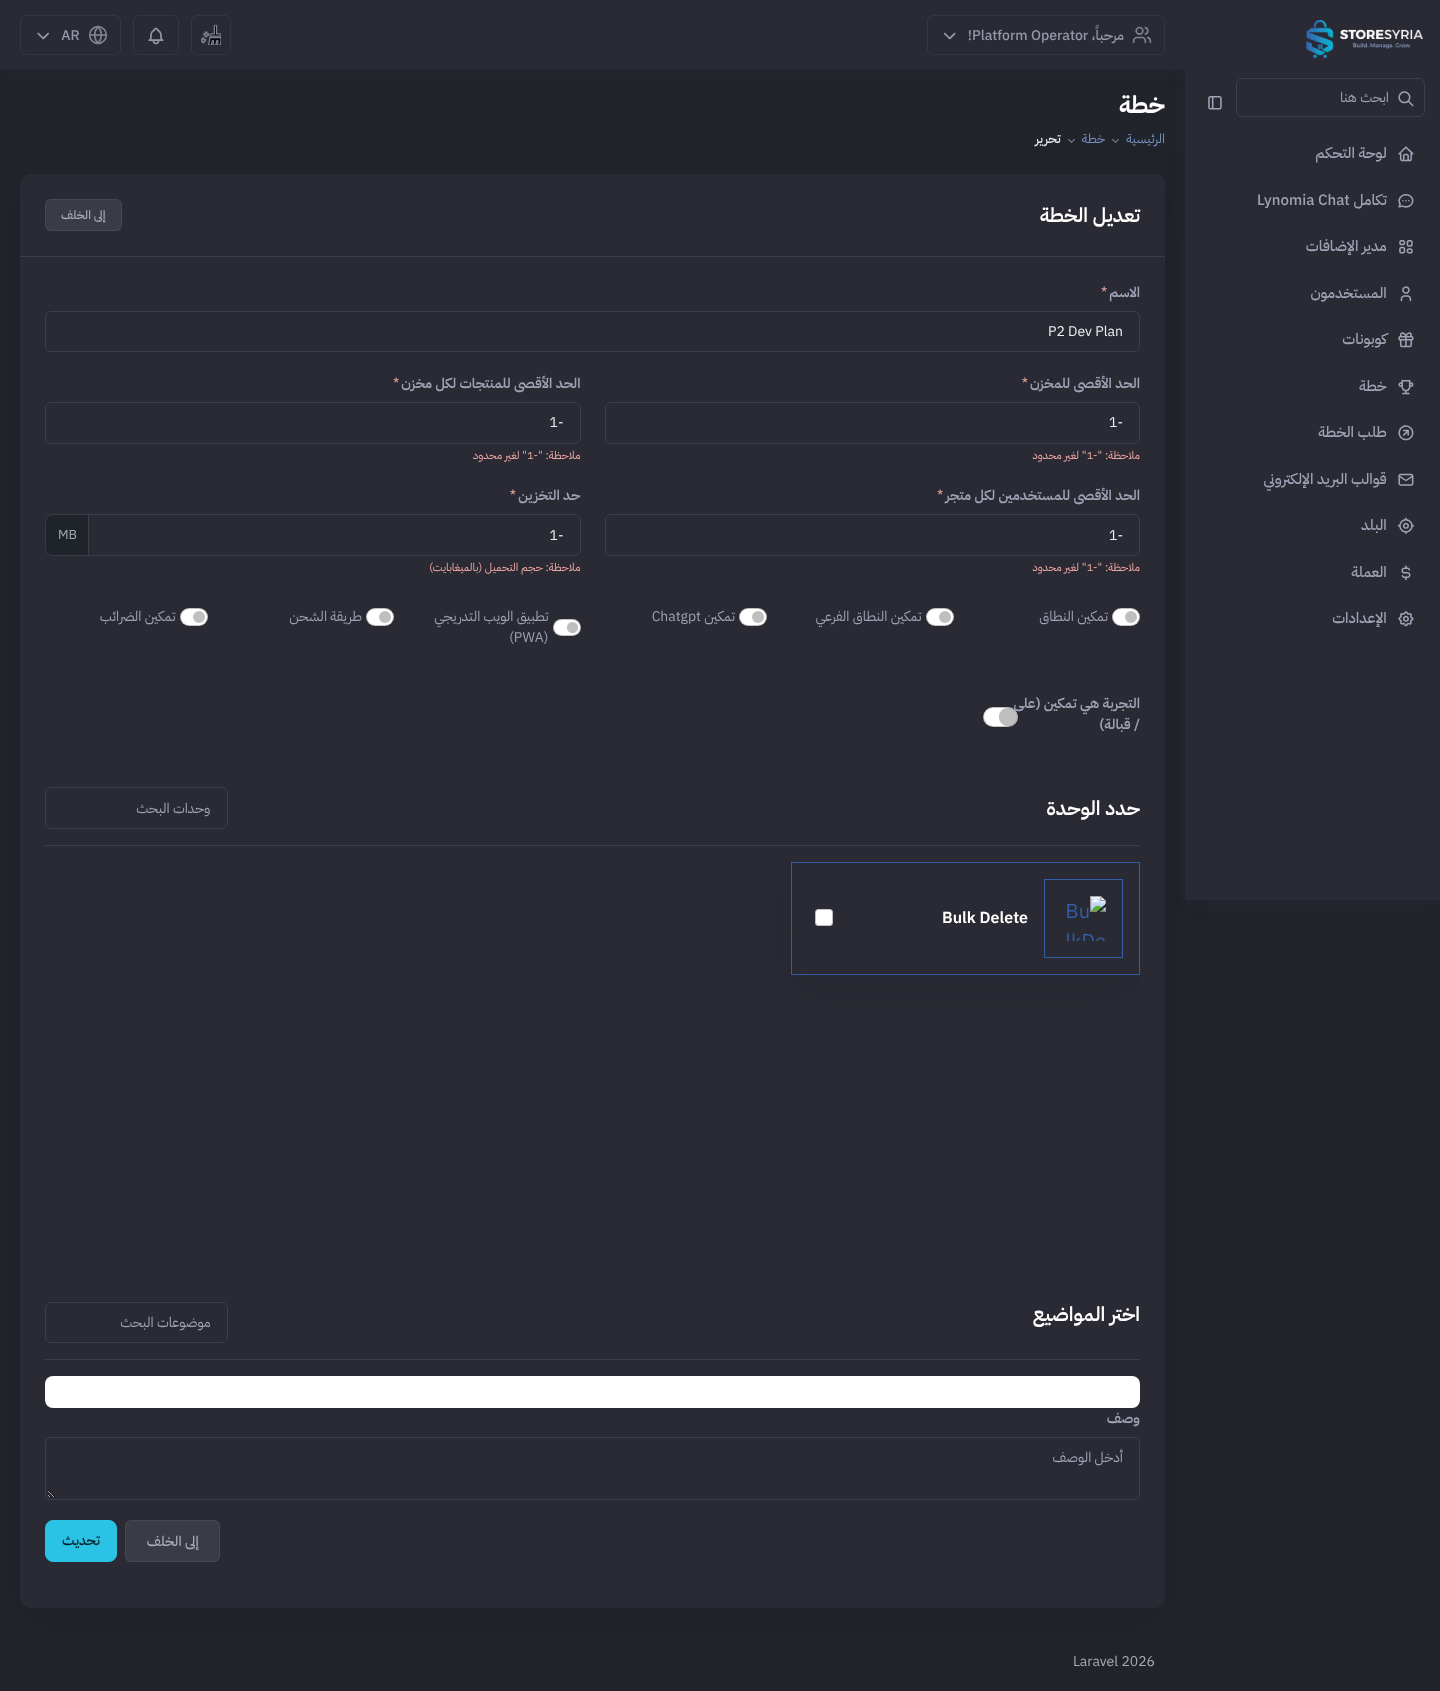 STORESYRIA
Build. Manage. Grow
مرحباً، Platform Operator!
AR
ابحث هنا
لوحة التحكم
تكامل Lynomia Chat
مدير الإضافات
المستخدمون
كوبونات
خطة
طلب الخطة
قوالب البريد الإلكتروني
البلد
العملة
الإعدادات
خطة
الرئيسية
خطة
تحرير
تعديل الخطة
إلى الخلف
الاسم*
P2 Dev Plan
الحد الأقصى للمخزن*
الحد الأقصى للمنتجات لكل مخزن*
1-
1-
ملاحظة: "-1" لغير محدود
ملاحظة: "-1" لغير محدود
الحد الأقصى للمستخدمين لكل متجر*
حد التخزين*
1-
1-
MB
ملاحظة: "-1" لغير محدود
ملاحظة: حجم التحميل (بالميغابايت)
تمكين النطاق
تمكين النطاق الفرعي
تمكين Chatgpt
تطبيق الويب التدريجي
(PWA)
طريقة الشحن
تمكين الضرائب
التجربة هي تمكين (على
/ قبالة)
حدد الوحدة
وحدات البحث
Bu
lkDe
Bulk Delete
اختر المواضيع
موضوعات البحث
وصف
أدخل الوصف
إلى الخلف
تحديث
Laravel 2026